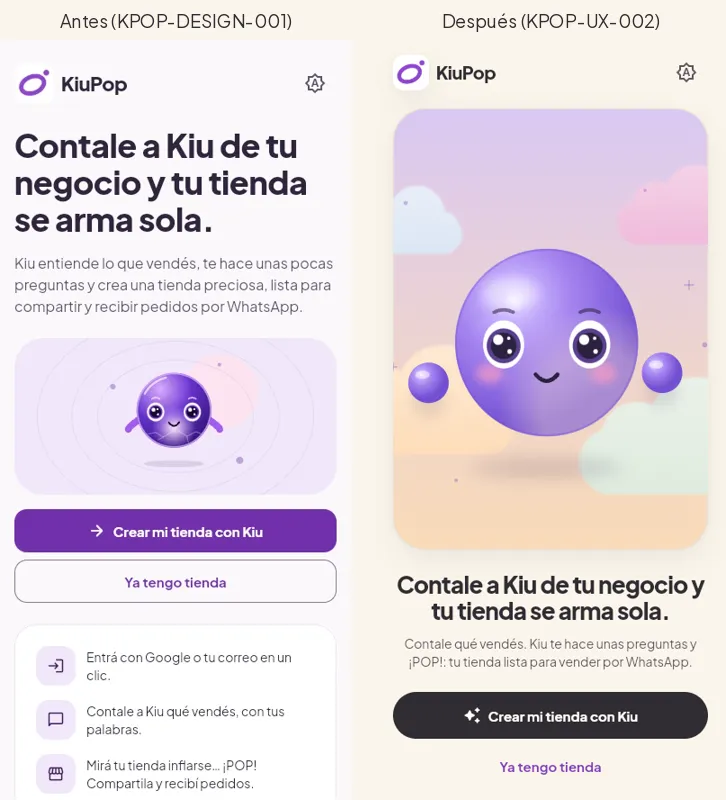 Antes (KPOP-DESIGN-001)
KiuPop
A
Contale a Kiu de tu
negocio y tu tienda
se arma sola.
Kiu entiende lo que vendés, te hace unas pocas
preguntas y crea una tienda preciosa, lista para
compartir y recibir pedidos por WhatsApp.
Crear mi tienda con Kiu
Ya tengo tienda
Entrá con Google o tu correo en un
clic.
Contale a Kiu qué vendés, con tus
palabras.
Mirá tu tienda inflarse... ¡POP!
Compartila y recibí pedidos.
Después (KPOP-UX-002)
KiuPop
A
Contale a Kiu de tu negocio y
tu tienda se arma sola.
Contale qué vendés. Kiu te hace unas preguntas y
¡POP!: tu tienda lista para vender por WhatsApp.
Crear mi tienda con Kiu
Ya tengo tienda